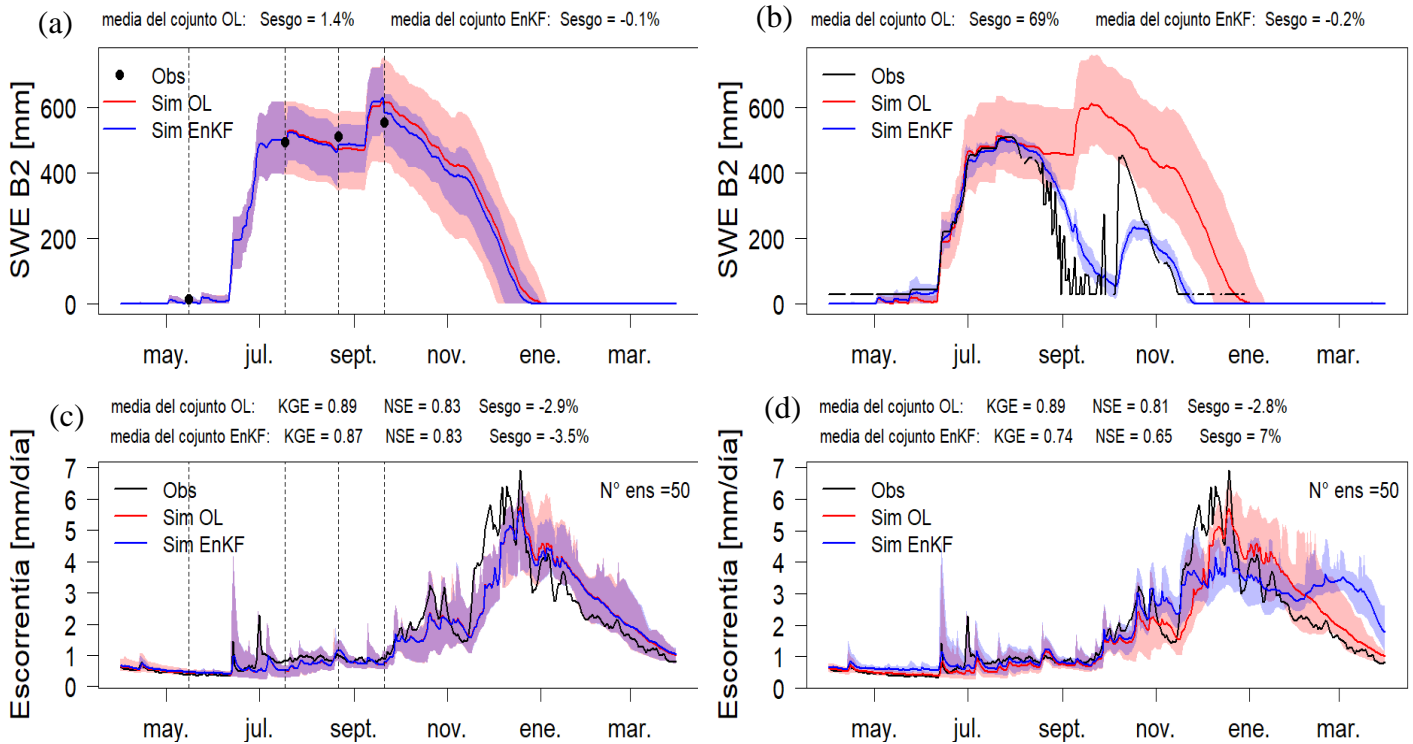 (a) media del cojunto OL: Sesgo = 1.4% media del cojunto EnKF: Sesgo = -0.1%
SWE B2 [mm]
600
400
200
0
Obs
Sim OL
Sim EnKF
may. jul. sept. nov. ene. mar.
(b) media del cojunto OL: Sesgo = 69% media del cojunto EnKF: Sesgo = -0.2%
SWE B2 [mm]
600
400
200
0
Obs
Sim OL
Sim EnKF
may. jul. sept. nov. ene. mar.
(c) media del cojunto OL: KGE = 0.89 NSE = 0.83 Sesgo = -2.9%
media del cojunto EnKF: KGE = 0.87 NSE = 0.83 Sesgo = -3.5%
Escorrentía [mm/día]
7
6
5
4
3
2
1
0
Obs
Sim OL
Sim EnKF
N° ens =50
may. jul. sept. nov. ene. mar.
(d) media del cojunto OL: KGE = 0.89 NSE = 0.81 Sesgo = -2.8%
media del cojunto EnKF: KGE = 0.74 NSE = 0.65 Sesgo = 7%
Escorrentía [mm/día]
7
6
5
4
3
2
1
0
Obs
Sim OL
Sim EnKF
N° ens =50
may. jul. sept. nov. ene. mar.